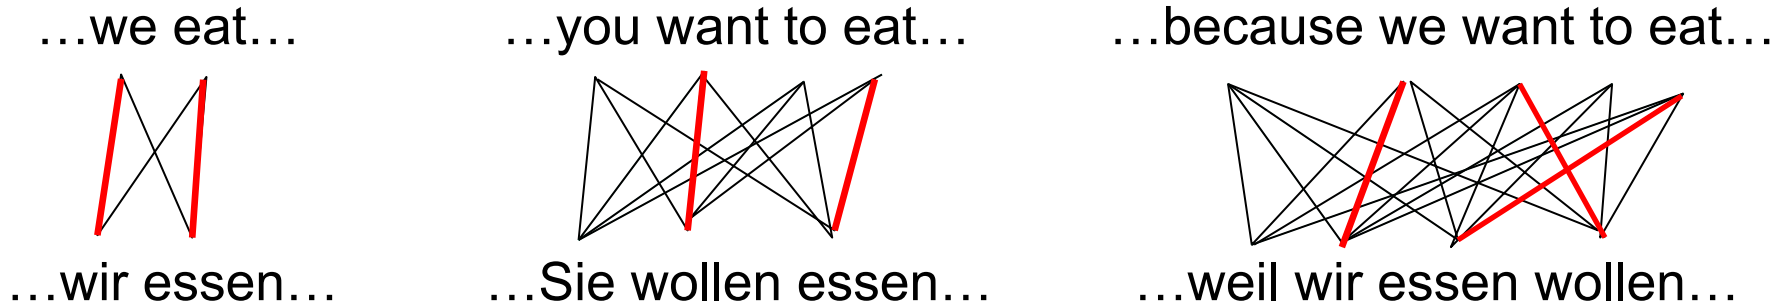 …we eat…
…wir essen…
…you want to eat…
…Sie wollen essen…
…because we want to eat…
…weil wir essen wollen…